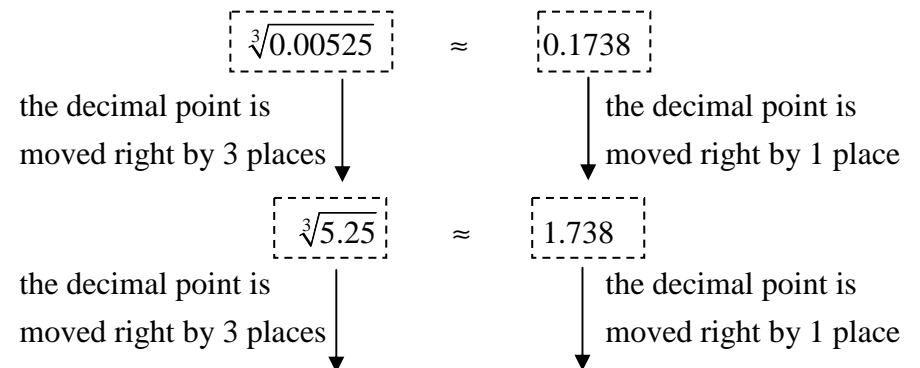 ∛0.00525 ≈ 0.1738
the decimal point is
moved right by 3 places
the decimal point is
moved right by 1 place
∛5.25 ≈ 1.738
the decimal point is
moved right by 3 places
the decimal point is
moved right by 1 place